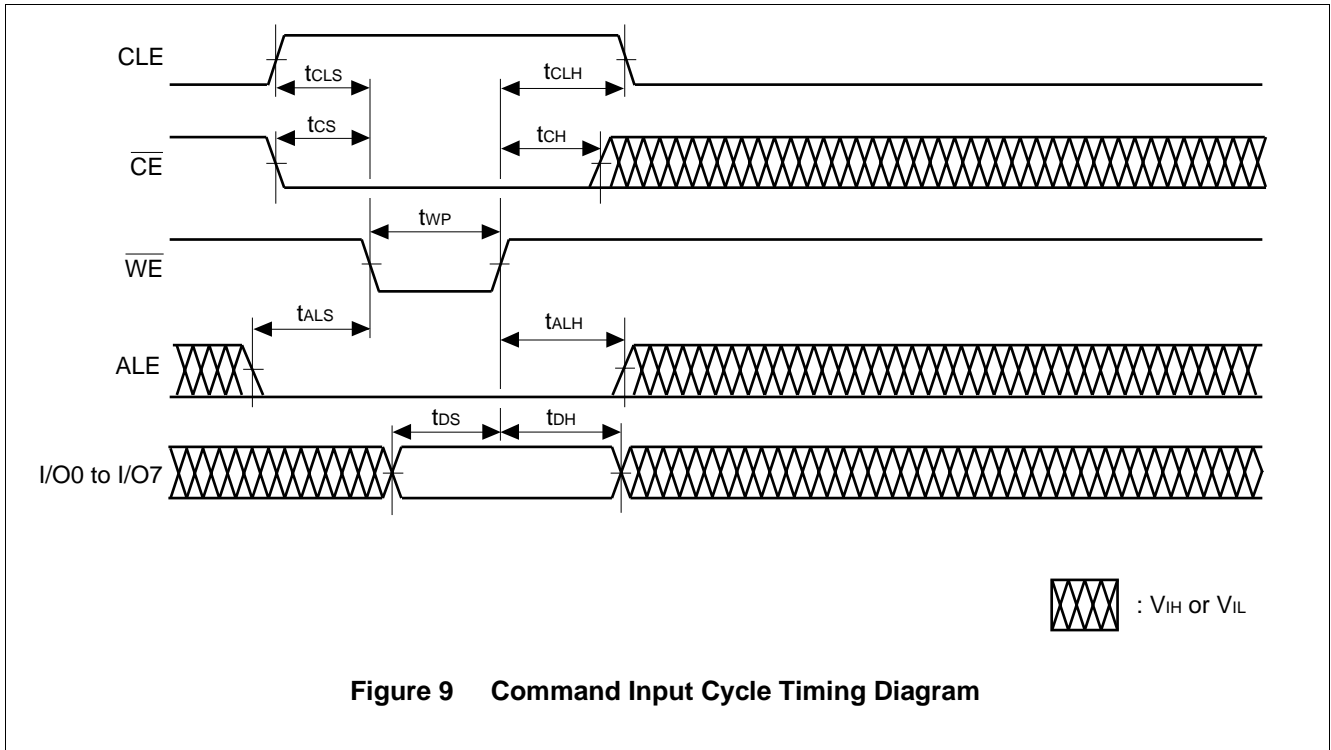 CLE
tCLS
tCLH
tCS
tCH
CE
tWP
WE
tALS
tALH
ALE
tDS
tDH
I/O0 to I/O7
: VIH or VIL
Figure 9 Command Input Cycle Timing Diagram